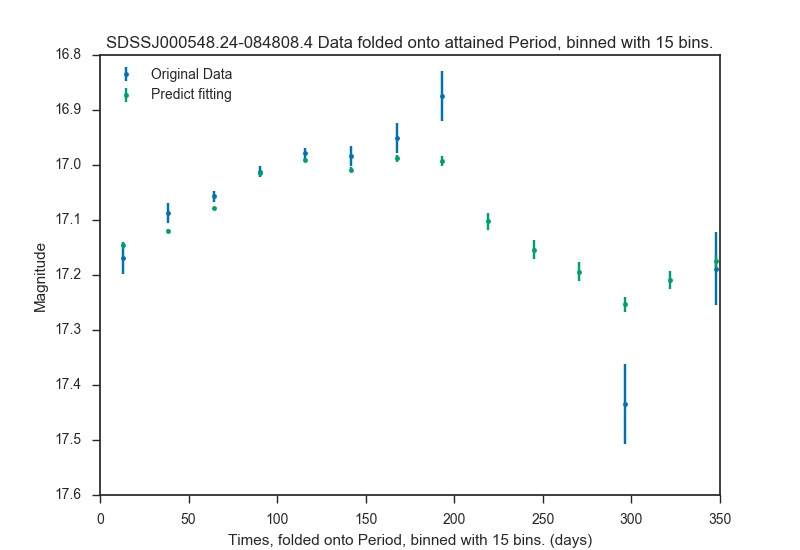 SDSSJ000548.24-084808.4 Data folded onto attained Period, binned with 15 bins.
Original Data
Predict fitting
Magnitude
16.8
16.9
17.0
17.1
17.2
17.3
17.4
17.5
17.6
0 50 100 150 200 250 300 350
Times, folded onto Period, binned with 15 bins. (days)